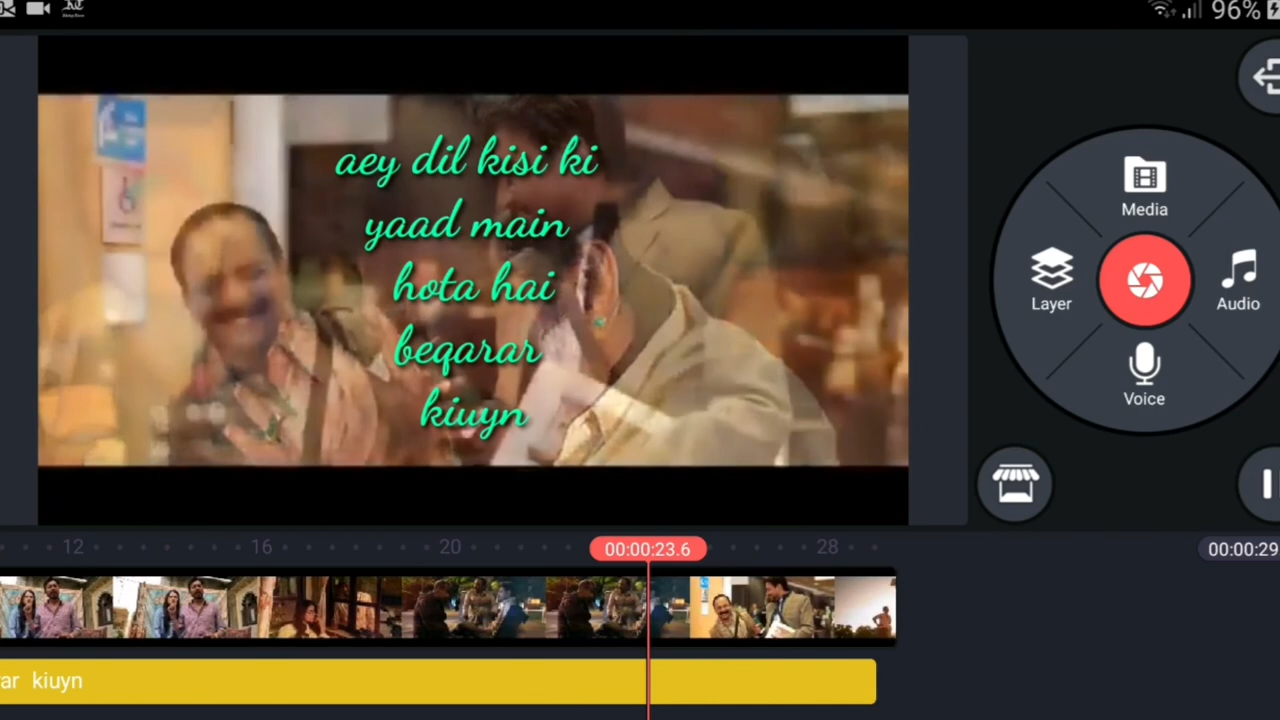 96%
aey dil kisi ki
yaad main
hota hai
beqarar
kiuyn
Media
Layer
Audio
Voice
12
16
20
00:00:23.6
28
00:00:29
ar kiuyn